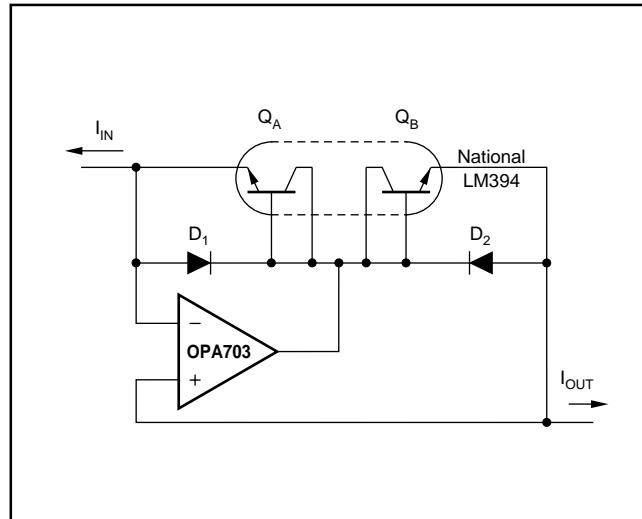 Q_A Q_B
I_IN
National
LM394
D_1 D_2
−
OPA703
+
I_OUT